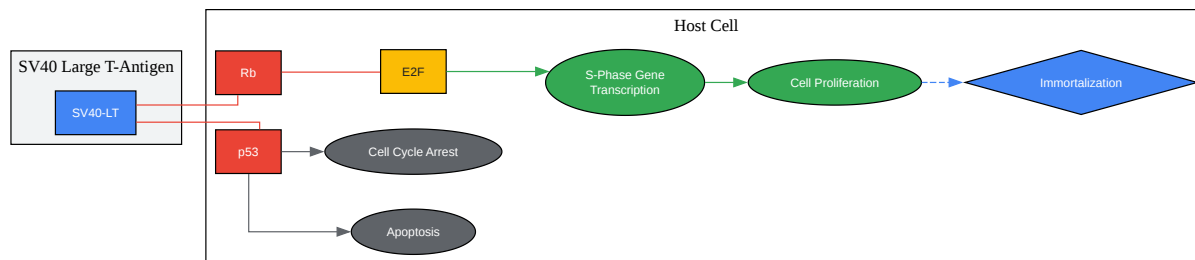 Host Cell
SV40 Large T-Antigen
SV40-LT
Rb
E2F
S-Phase Gene
Transcription
Cell Proliferation
Immortalization
p53
Cell Cycle Arrest
Apoptosis